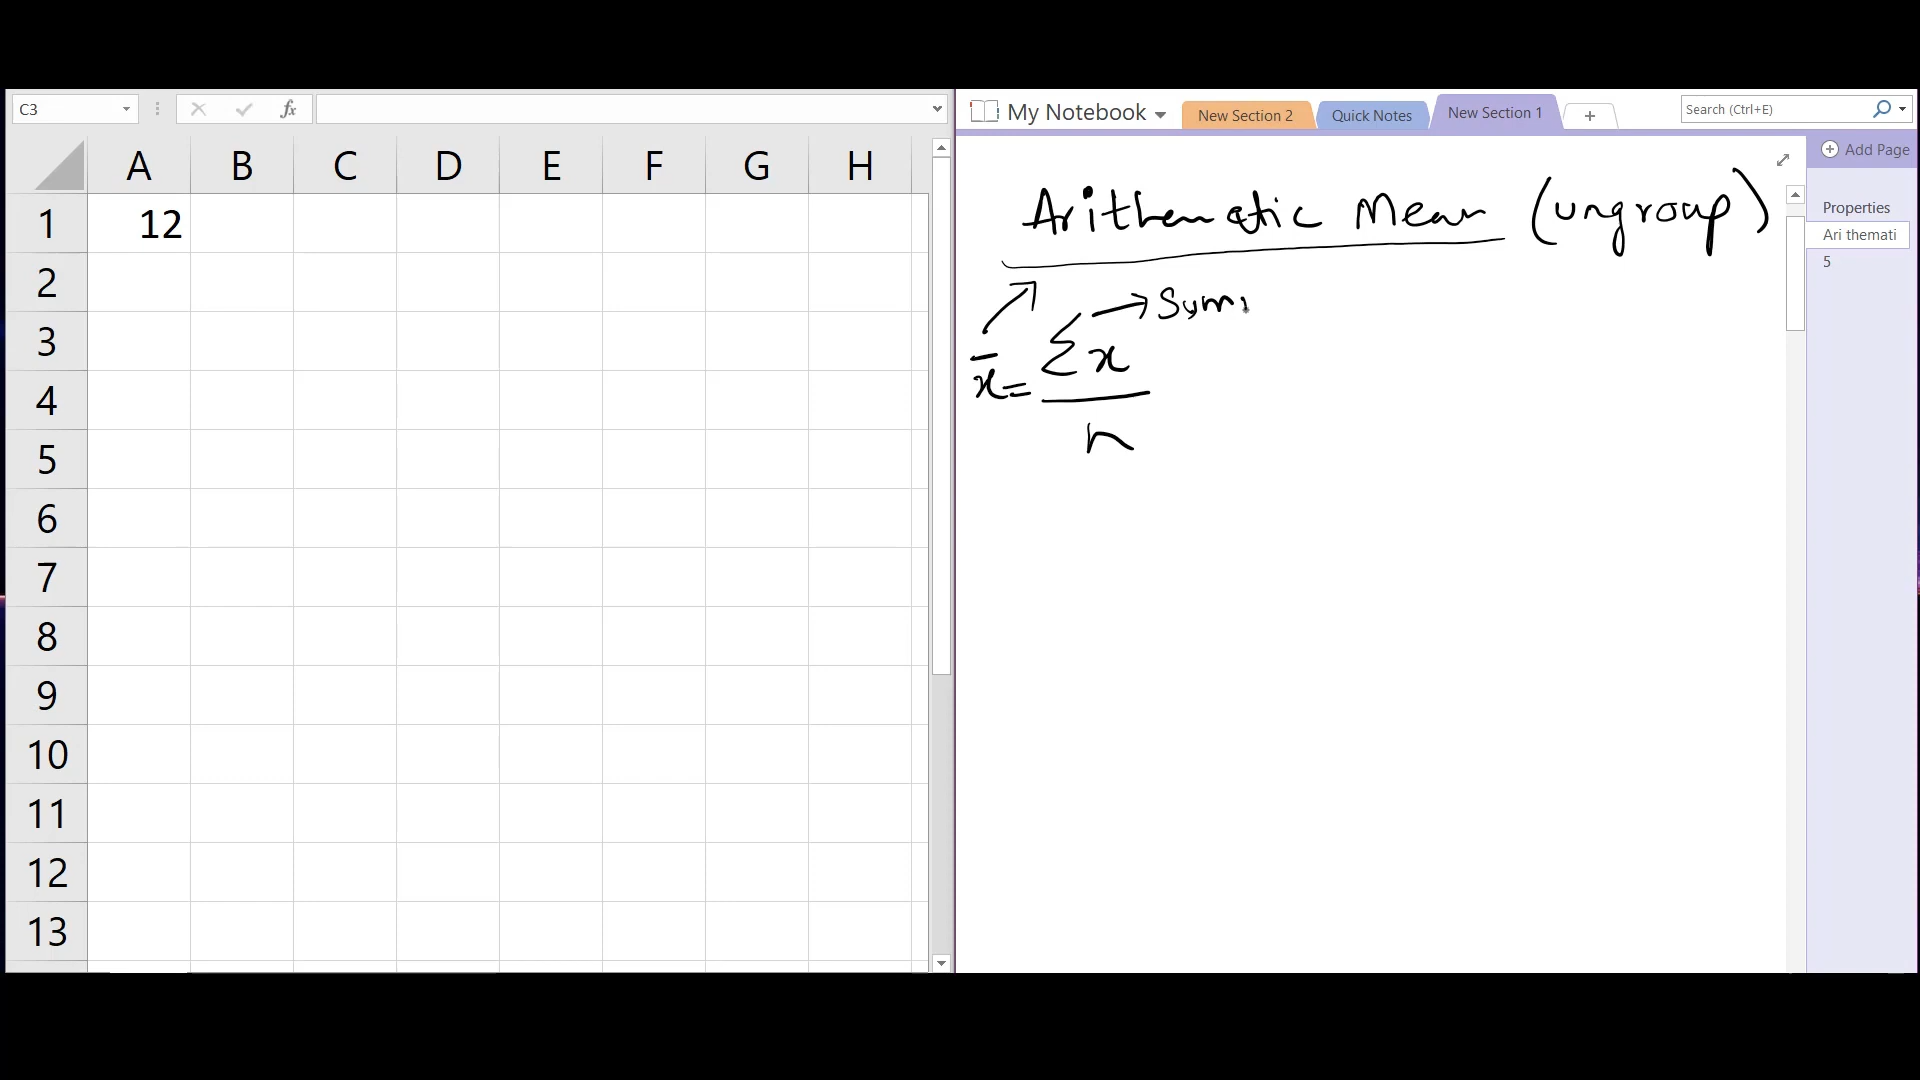 C3
fx
A B C D E F G H
1 12
2
3
4
5
6
7
8
9
10
11
12
13
My Notebook
New Section 2
Quick Notes
New Section 1
+
Search (Ctrl+E)
Add Page
Properties
Ari themati
5
Arithematic Mean (ungroup)
→ Sum
x̄ = Σx
n